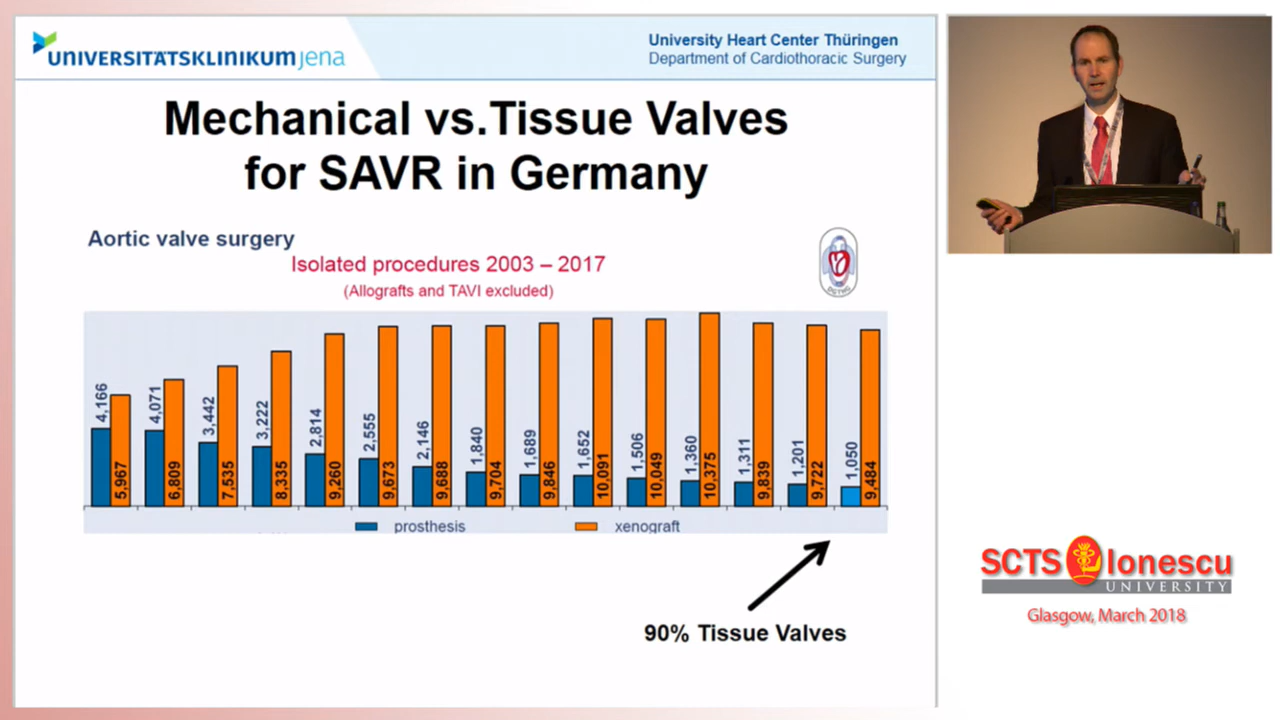 UNIVERSITÄTSKLINIKUM jena
University Heart Center Thüringen
Department of Cardiothoracic Surgery
Mechanical vs.Tissue Valves
for SAVR in Germany
Aortic valve surgery
Isolated procedures 2003 – 2017
(Allografts and TAVI excluded)
DGTHG
4,166 5,967 4,071 6,809 3,442 7,535 3,222 8,335 2,814 9,260 2,555 9,673 2,146 9,688 1,840 9,704 1,689 9,846 1,652 10,091 1,506 10,049 1,360 10,375 1,311 9,839 1,201 9,722 1,050 9,484
prosthesis xenograft
90% Tissue Valves
SCTS Ionescu
UNIVERSITY
Glasgow, March 2018